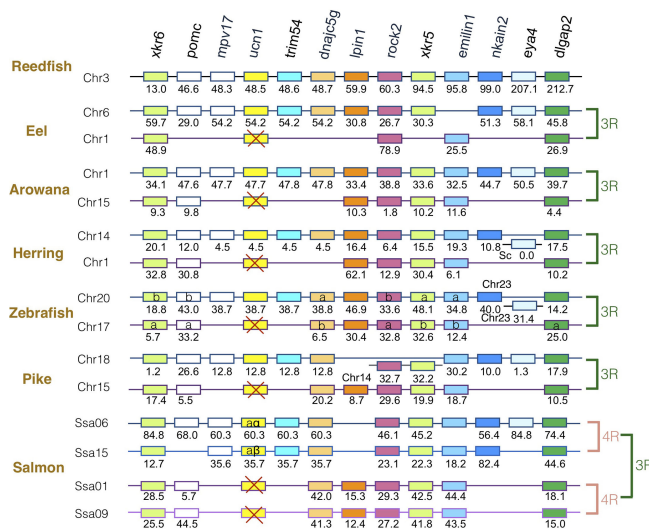 xkr6 pomc mpv17 ucn1 trim54 dnajc5g lpin1 rock2 xkr5 emilin1 nkain2 eya4 dlgap2
Reedfish Chr3
13.0 46.6 48.3 48.5 48.6 48.7 59.9 60.3 94.5 95.8 99.0 207.1 212.7
Chr6
59.7 29.0 54.2 54.2 54.2 54.2 30.8 26.7 30.3 51.3 58.1 45.8
Eel 3R
Chr1
48.9 78.9 25.5 26.9
Chr1
34.1 47.6 47.7 47.7 47.8 47.8 33.4 38.8 33.6 32.5 44.7 50.5 39.7
Arowana 3R
Chr15
9.3 9.8 10.3 1.8 10.2 11.6 4.4
Chr14
20.1 12.0 4.5 4.5 4.5 4.5 16.4 6.4 15.5 19.3 10.8 Sc 0.0 17.5
Herring 3R
Chr1
32.8 30.8 62.1 12.9 30.4 6.1 10.2
Chr23
Chr20 b b a b a a
18.8 43.0 38.7 38.7 38.7 38.8 46.9 33.6 48.1 34.8 40.0 Chr23 31.4 14.2
Zebrafish 3R
Chr17 a a b a b b a
5.7 33.2 6.5 30.4 32.8 32.6 12.4 25.0
Chr18
1.2 26.6 12.8 12.8 12.8 12.8 32.7 32.2 30.2 10.0 1.3 17.9
Pike 3R
Chr15 Chr14
17.4 5.5 20.2 8.7 29.6 19.9 18.7 10.5
Ssa06 aα
84.8 68.0 60.3 60.3 60.3 60.3 46.1 45.2 56.4 84.8 74.4
4R
Ssa15 aβ
12.7 35.6 35.7 35.7 35.7 23.1 22.3 18.2 82.4 44.6
Salmon 3R
Ssa01
28.5 5.7 42.0 15.3 29.3 42.5 44.4 18.1
4R
Ssa09
25.5 44.5 41.3 12.4 27.2 41.8 43.5 15.0